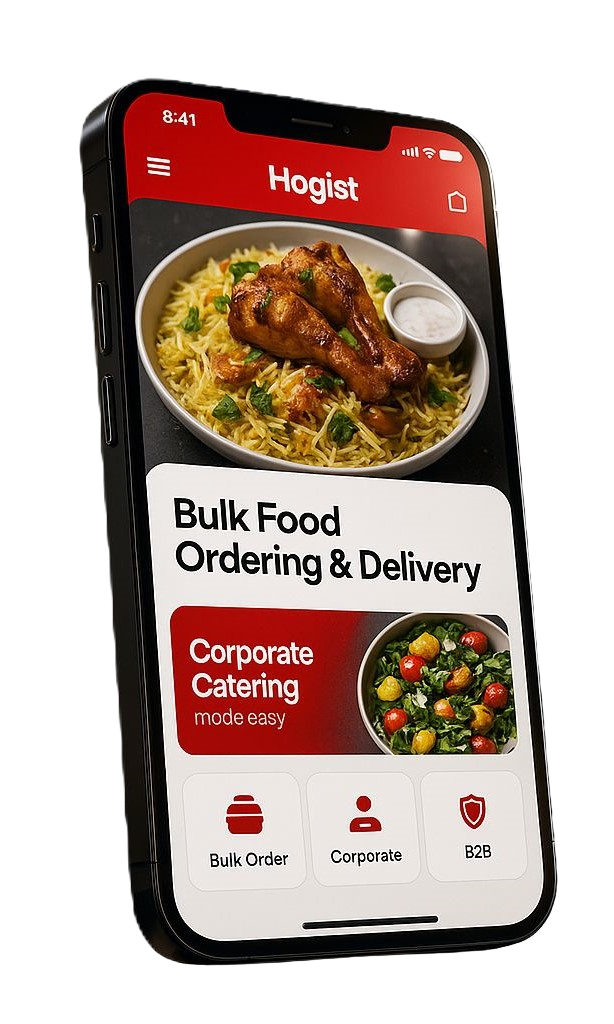 8:41
Hogist
Bulk Food
Ordering & Delivery
Corporate
Catering
mode easy
Bulk Order
Corporate
B2B